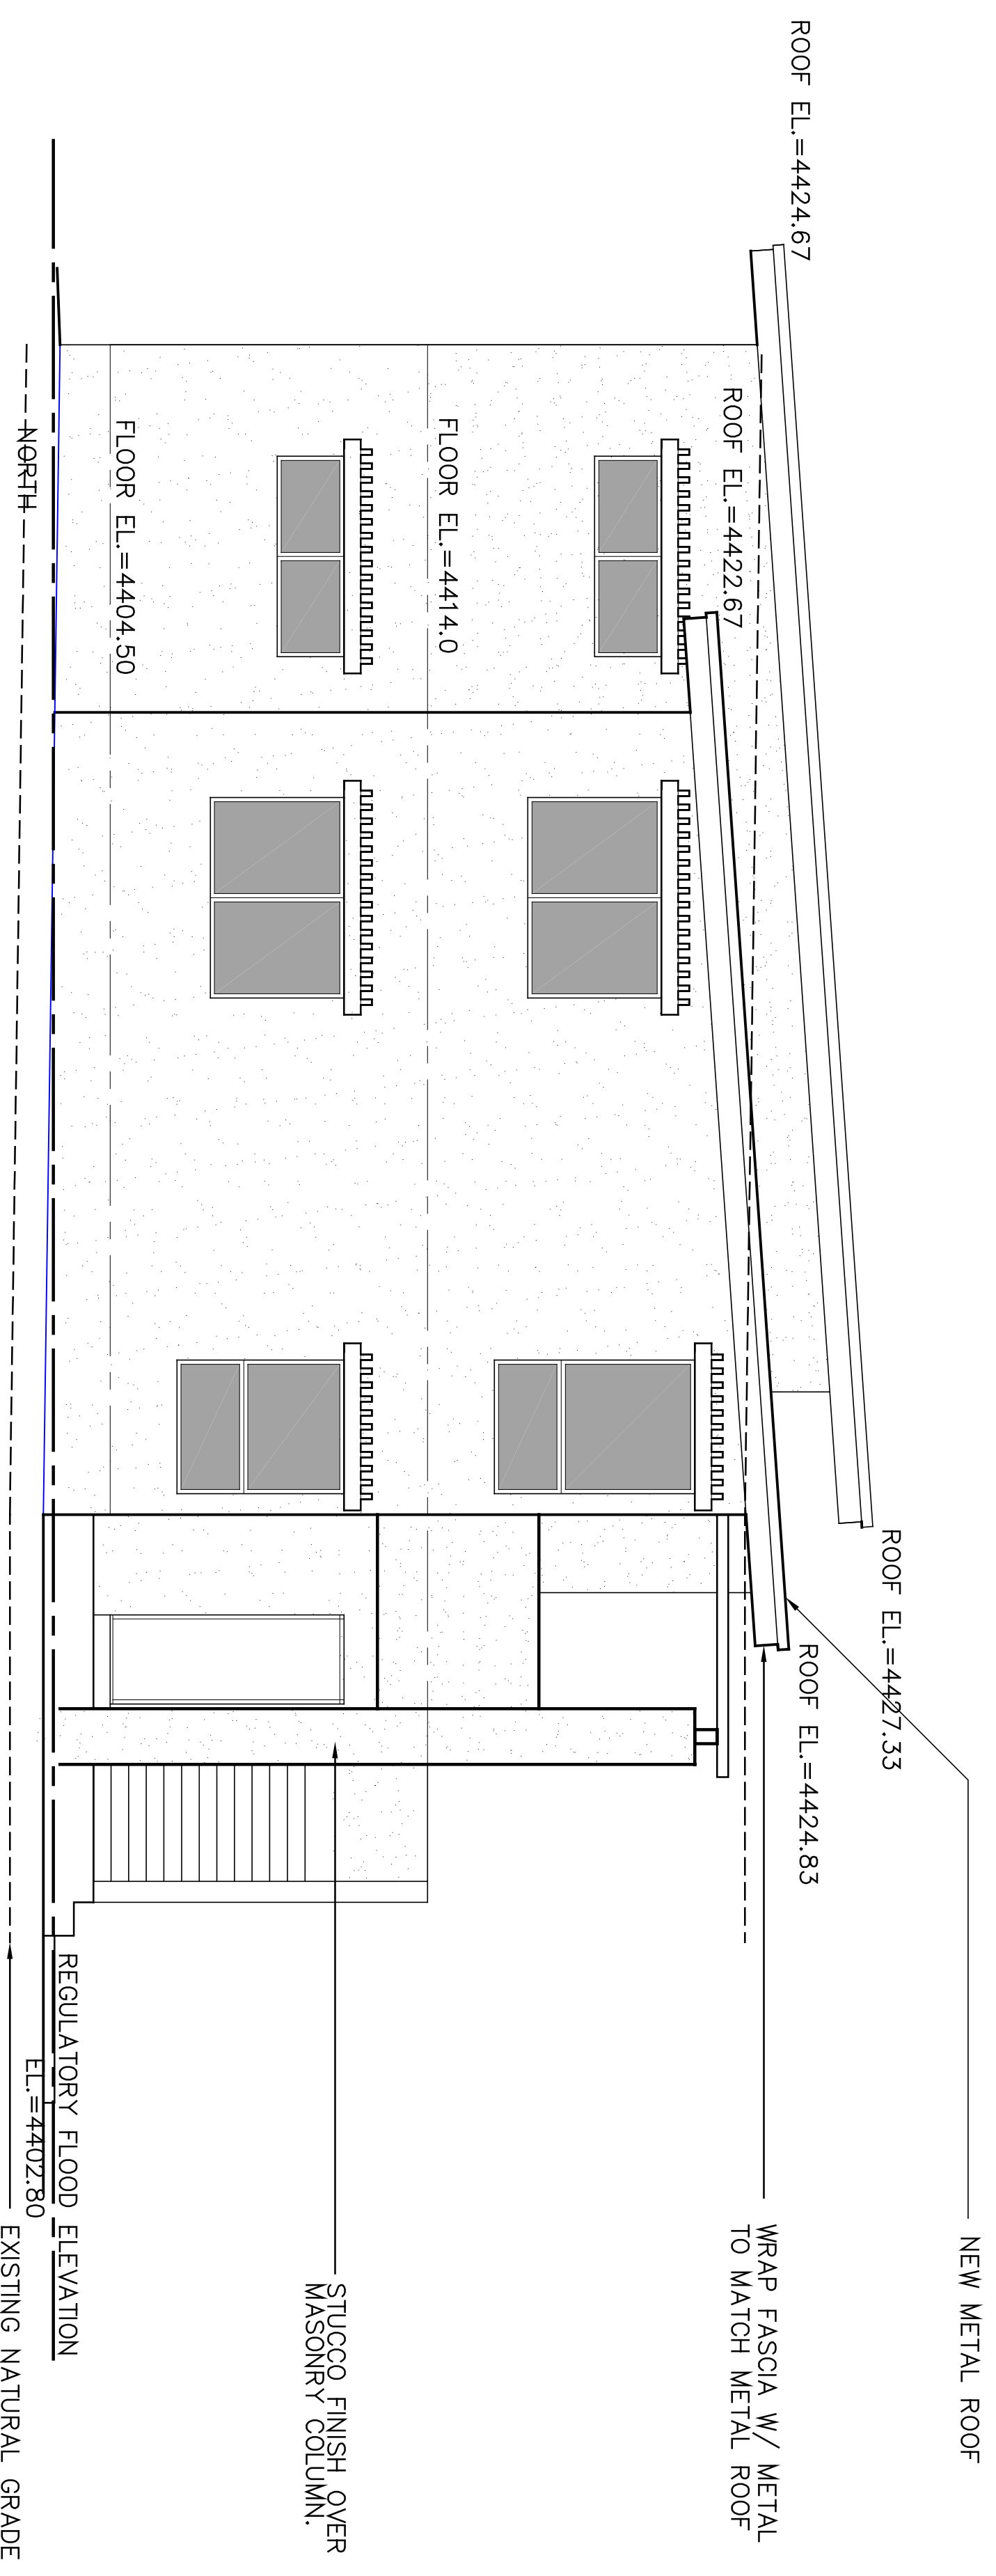 NEW METAL ROOF
ROOF EL.=4427.33
ROOF EL.=4424.67
ROOF EL.=4424.83
WRAP FASCIA W/ METAL
TO MATCH METAL ROOF
ROOF EL.=4422.67
FLOOR EL.=4414.0
STUCCO FINISH OVER
MASONRY COLUMN.
FLOOR EL.=4404.50
REGULATORY FLOOD ELEVATION
EL.=4402.80
NORTH
EXISTING NATURAL GRADE